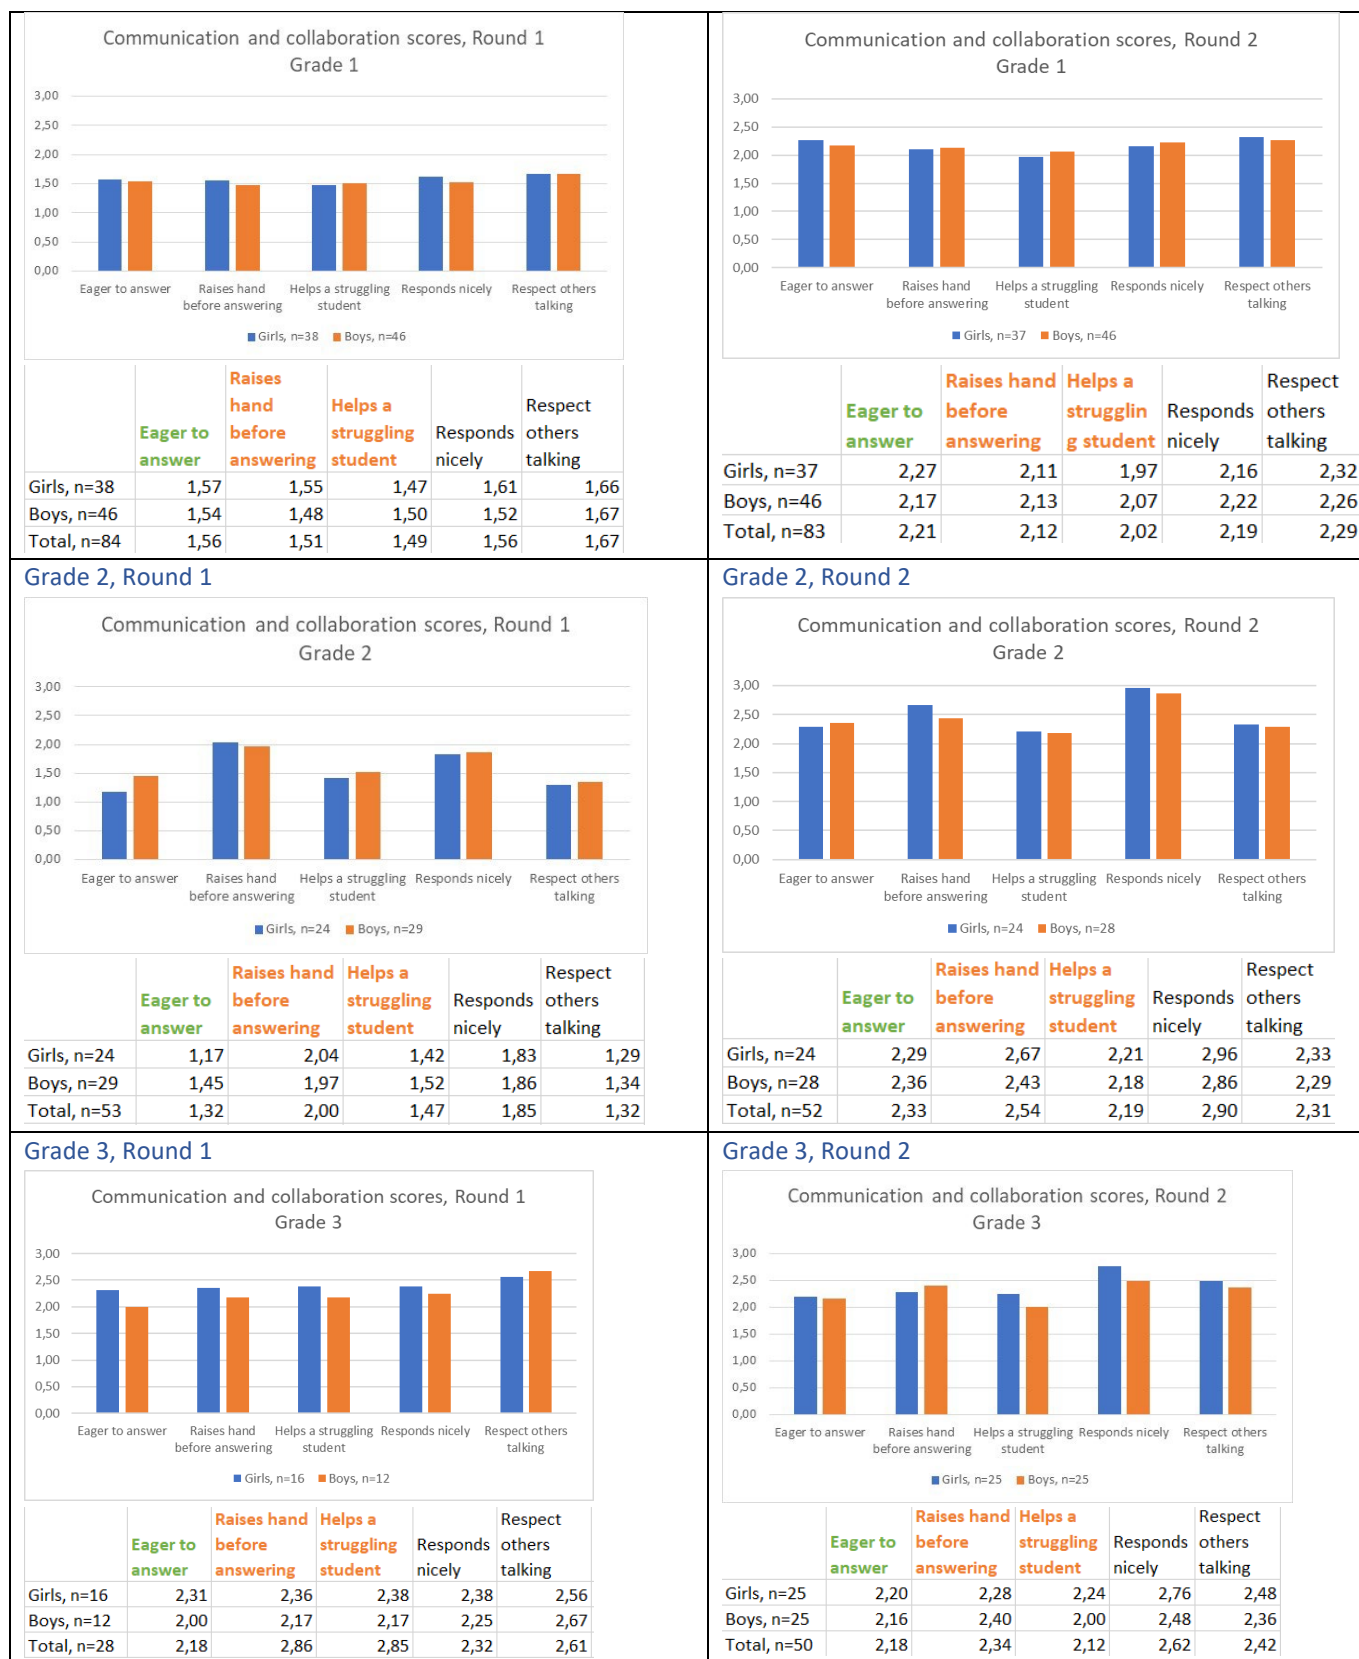 Communication and collaboration scores, Round 1
Grade 1
3,00
2,50
2,00
1,50
1,00
0,50
0,00
Eager to answer Raises hand before answering Helps a struggling student Responds nicely Respect others talking
Girls, n=38 Boys, n=46
Eager to answer Raises hand before answering Helps a struggling student Responds nicely Respect others talking
Girls, n=38 1,57 1,55 1,47 1,61 1,66
Boys, n=46 1,54 1,48 1,50 1,52 1,67
Total, n=84 1,56 1,51 1,49 1,56 1,67
Communication and collaboration scores, Round 2
Grade 1
3,00
2,50
2,00
1,50
1,00
0,50
0,00
Eager to answer Raises hand before answering Helps a struggling student Responds nicely Respect others talking
Girls, n=37 Boys, n=46
Eager to answer Raises hand before answering Helps a strugglin g student Responds nicely Respect others talking
Girls, n=37 2,27 2,11 1,97 2,16 2,32
Boys, n=46 2,17 2,13 2,07 2,22 2,26
Total, n=83 2,21 2,12 2,02 2,19 2,29
Grade 2, Round 1
Communication and collaboration scores, Round 1
Grade 2
3,00
2,50
2,00
1,50
1,00
0,50
0,00
Eager to answer Raises hand before answering Helps a struggling student Responds nicely Respect others talking
Girls, n=24 Boys, n=29
Eager to answer Raises hand before answering Helps a struggling student Responds nicely Respect others talking
Girls, n=24 1,17 2,04 1,42 1,83 1,29
Boys, n=29 1,45 1,97 1,52 1,86 1,34
Total, n=53 1,32 2,00 1,47 1,85 1,32
Grade 2, Round 2
Communication and collaboration scores, Round 2
Grade 2
3,00
2,50
2,00
1,50
1,00
0,50
0,00
Eager to answer Raises hand before answering Helps a struggling student Responds nicely Respect others talking
Girls, n=24 Boys, n=28
Eager to answer Raises hand before answering Helps a struggling student Responds nicely Respect others talking
Girls, n=24 2,29 2,67 2,21 2,96 2,33
Boys, n=28 2,36 2,43 2,18 2,86 2,29
Total, n=52 2,33 2,54 2,19 2,90 2,31
Grade 3, Round 1
Communication and collaboration scores, Round 1
Grade 3
3,00
2,50
2,00
1,50
1,00
0,50
0,00
Eager to answer Raises hand before answering Helps a struggling student Responds nicely Respect others talking
Girls, n=16 Boys, n=12
Eager to answer Raises hand before answering Helps a struggling student Responds nicely Respect others talking
Girls, n=16 2,31 2,36 2,38 2,38 2,56
Boys, n=12 2,00 2,17 2,17 2,25 2,67
Total, n=28 2,18 2,86 2,85 2,32 2,61
Grade 3, Round 2
Communication and collaboration scores, Round 2
Grade 3
3,00
2,50
2,00
1,50
1,00
0,50
0,00
Eager to answer Raises hand before answering Helps a struggling student Responds nicely Respect others talking
Girls, n=25 Boys, n=25
Eager to answer Raises hand before answering Helps a struggling student Responds nicely Respect others talking
Girls, n=25 2,20 2,28 2,24 2,76 2,48
Boys, n=25 2,16 2,40 2,00 2,48 2,36
Total, n=50 2,18 2,34 2,12 2,62 2,42